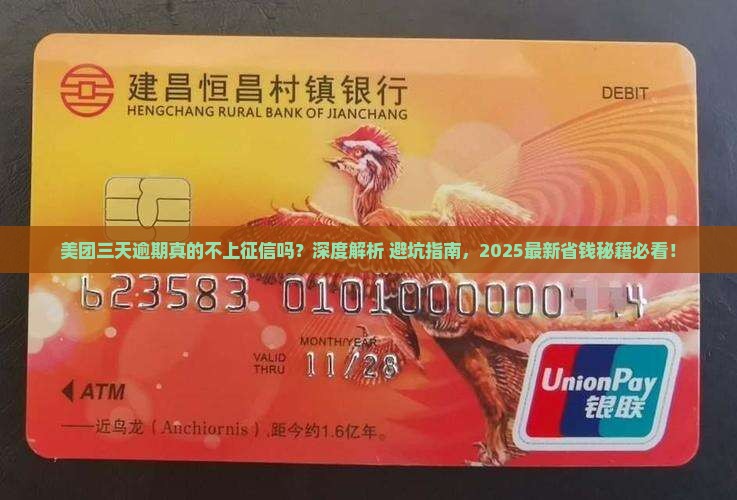 建昌恒昌村镇银行
HENGCHANG RURAL BANK OF JIANCHANG
DEBIT
美团三天逾期真的不上征信吗？深度解析 避坑指南，2025最新省钱秘籍必看！
623583 0101000000 4
MONTH/YEAR
VALID THRU 11/28
ATM
UnionPay
银联
——近鸟龙（Anchiornis）,距今约1.6亿年。